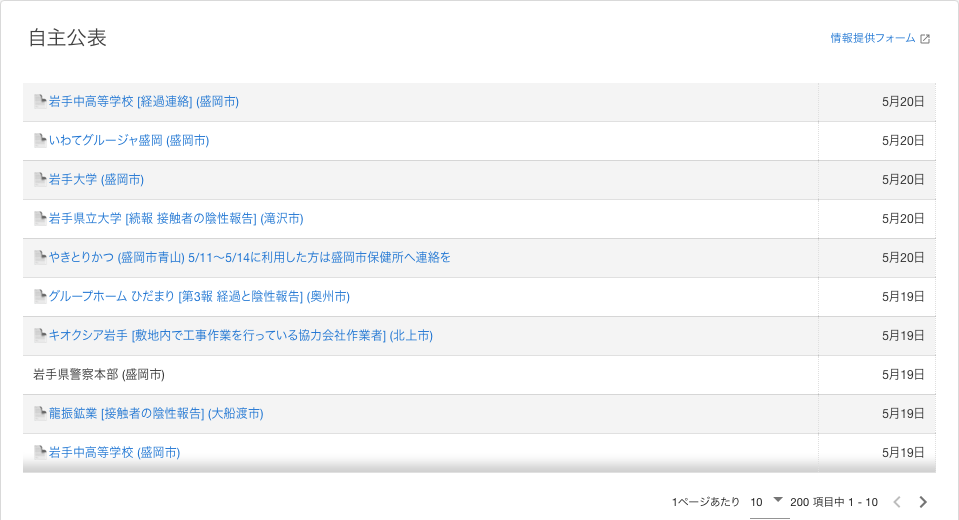 自主公表
情報提供フォーム
岩手中高等学校 [経過連絡] (盛岡市) 5月20日
いわてグルージャ盛岡 (盛岡市) 5月20日
岩手大学 (盛岡市) 5月20日
岩手県立大学 [続報 接触者の陰性報告] (滝沢市) 5月20日
やきとりかつ (盛岡市青山) 5/11～5/14に利用した方は盛岡市保健所へ連絡を 5月20日
グループホーム ひだまり [第3報 経過と陰性報告] (奥州市) 5月19日
キオクシア岩手 [敷地内で工事作業を行っている協力会社作業者] (北上市) 5月19日
岩手県警察本部 (盛岡市) 5月19日
龍振鉱業 [接触者の陰性報告] (大船渡市) 5月19日
岩手中高等学校 (盛岡市) 5月19日
1ページあたり 10 200 項目中 1 - 10